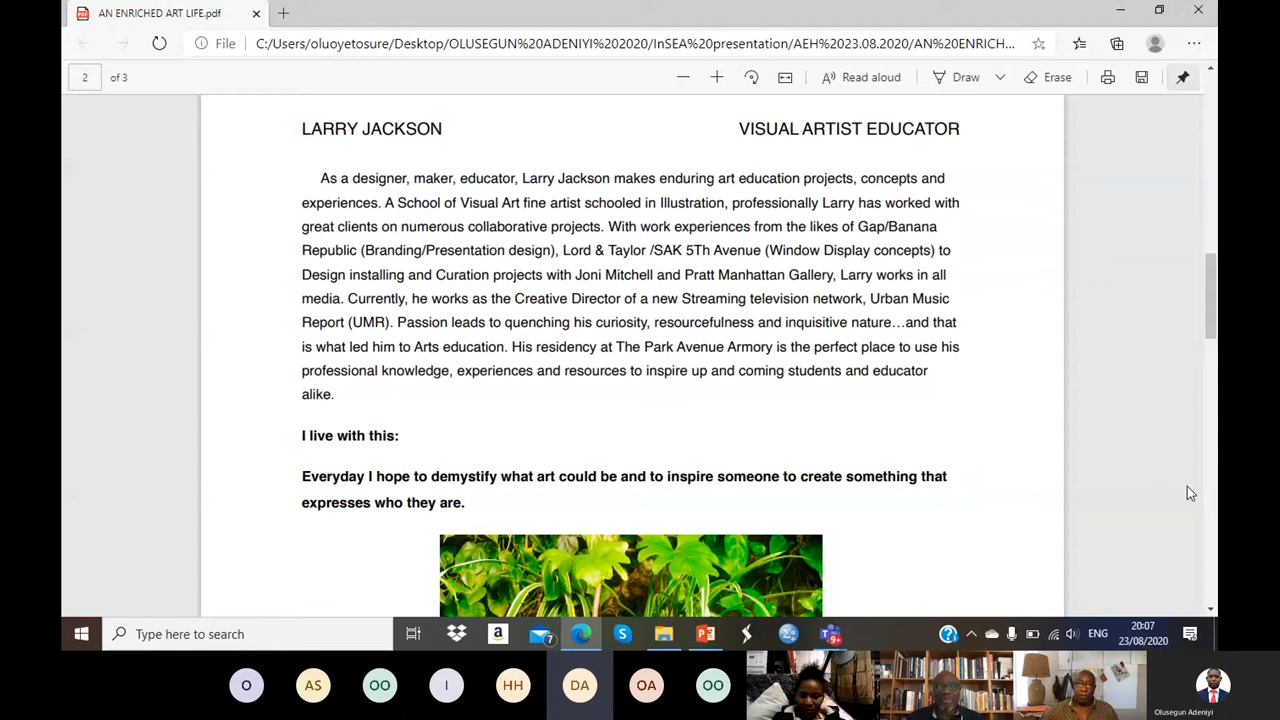 AN ENRICHED ART LIFE.pdf
File C:/Users/oluoyetosure/Desktop/OLUSEGUN%20ADENIYI%202020/InSEA%20presentation/AEH%2023.08.2020/AN%20ENRICH...
2 of 3 Read aloud Draw Erase
LARRY JACKSON VISUAL ARTIST EDUCATOR
As a designer, maker, educator, Larry Jackson makes enduring art education projects, concepts and
experiences. A School of Visual Art fine artist schooled in Illustration, professionally Larry has worked with
great clients on numerous collaborative projects. With work experiences from the likes of Gap/Banana
Republic (Branding/Presentation design), Lord & Taylor /SAK 5Th Avenue (Window Display concepts) to
Design installing and Curation projects with Joni Mitchell and Pratt Manhattan Gallery, Larry works in all
media. Currently, he works as the Creative Director of a new Streaming television network, Urban Music
Report (UMR). Passion leads to quenching his curiosity, resourcefulness and inquisitive nature…and that
is what led him to Arts education. His residency at The Park Avenue Armory is the perfect place to use his
professional knowledge, experiences and resources to inspire up and coming students and educator
alike.
I live with this:
Everyday I hope to demystify what art could be and to inspire someone to create something that
expresses who they are.
Type here to search
7
9+
ENG
20:07
23/08/2020
O AS OO I HH DA OA OO
Olusegun Adeniyi